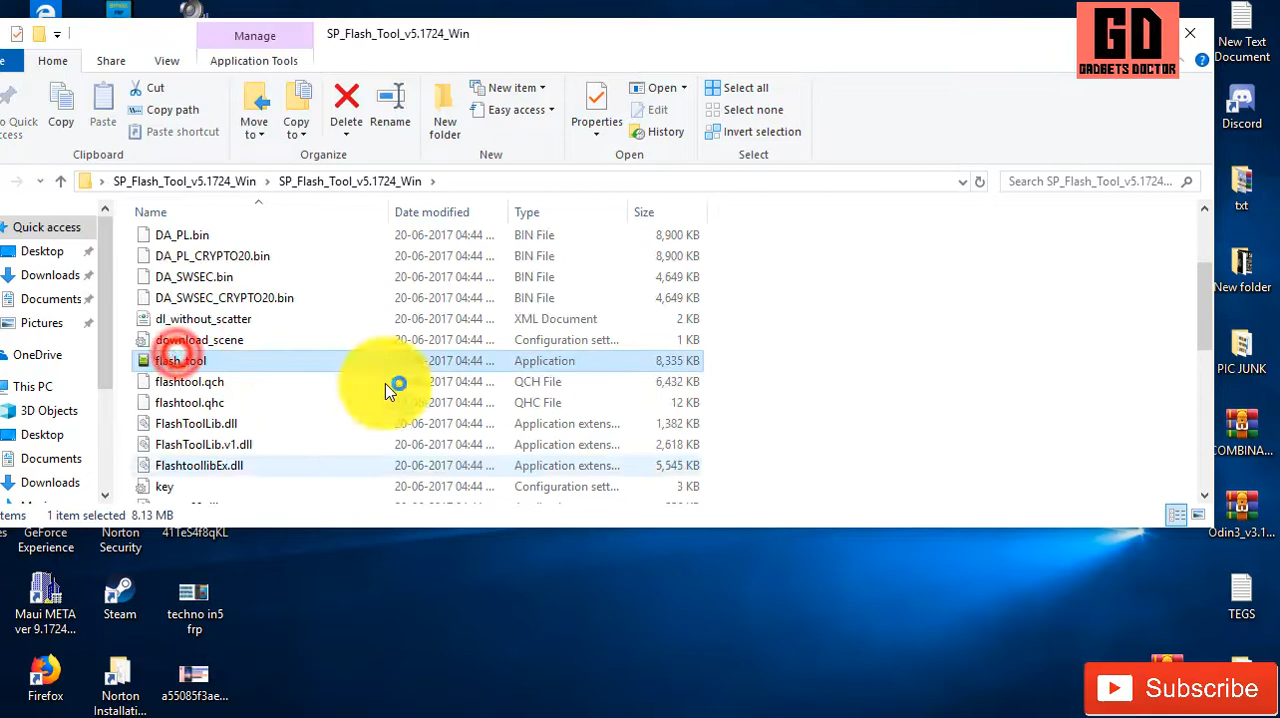 Manage
SP_Flash_Tool_v5.1724_Win
GD
GADGETS DOCTOR
Home
Share
View
Application Tools
Cut
Copy path
Paste shortcut
Copy
Paste
Clipboard
Move to
Copy to
Delete
Rename
Organize
New folder
New item
Easy access
New
Properties
Open
Edit
History
Open
Select all
Select none
Invert selection
Select
SP_Flash_Tool_v5.1724_Win > SP_Flash_Tool_v5.1724_Win >
Search SP_Flash_Tool_v5.1724...
Quick access
Desktop
Downloads
Documents
Pictures
OneDrive
This PC
3D Objects
Desktop
Documents
Downloads
Name Date modified Type Size
DA_PL.bin 20-06-2017 04:44 ... BIN File 8,900 KB
DA_PL_CRYPTO20.bin 20-06-2017 04:44 ... BIN File 8,900 KB
DA_SWSEC.bin 20-06-2017 04:44 ... BIN File 4,649 KB
DA_SWSEC_CRYPTO20.bin 20-06-2017 04:44 ... BIN File 4,649 KB
dl_without_scatter 20-06-2017 04:44 ... XML Document 2 KB
download_scene 20-06-2017 04:44 ... Configuration sett... 1 KB
flash_tool Application 8,335 KB
flashtool.qch 20-06-2017 04:44 ... QCH File 6,432 KB
flashtool.qhc 20-06-2017 04:44 ... QHC File 12 KB
FlashToolLib.dll 20-06-2017 04:44 ... Application extens... 1,382 KB
FlashToolLib.v1.dll 20-06-2017 04:44 ... Application extens... 2,618 KB
FlashtoollibEx.dll 20-06-2017 04:44 ... Application extens... 5,545 KB
key 20-06-2017 04:44 ... Configuration sett... 3 KB
1 item selected 8.13 MB
New Text Document
Discord
txt
New folder
PIC JUNK
COMBINA...
Odin3_v3.1...
TEGS
GeForce Experience
Norton Security
41TeS4f8qKL
Maui META ver 9.1724...
Steam
techno in5 frp
Firefox
Norton Installati...
a55085f3ae...
Subscribe